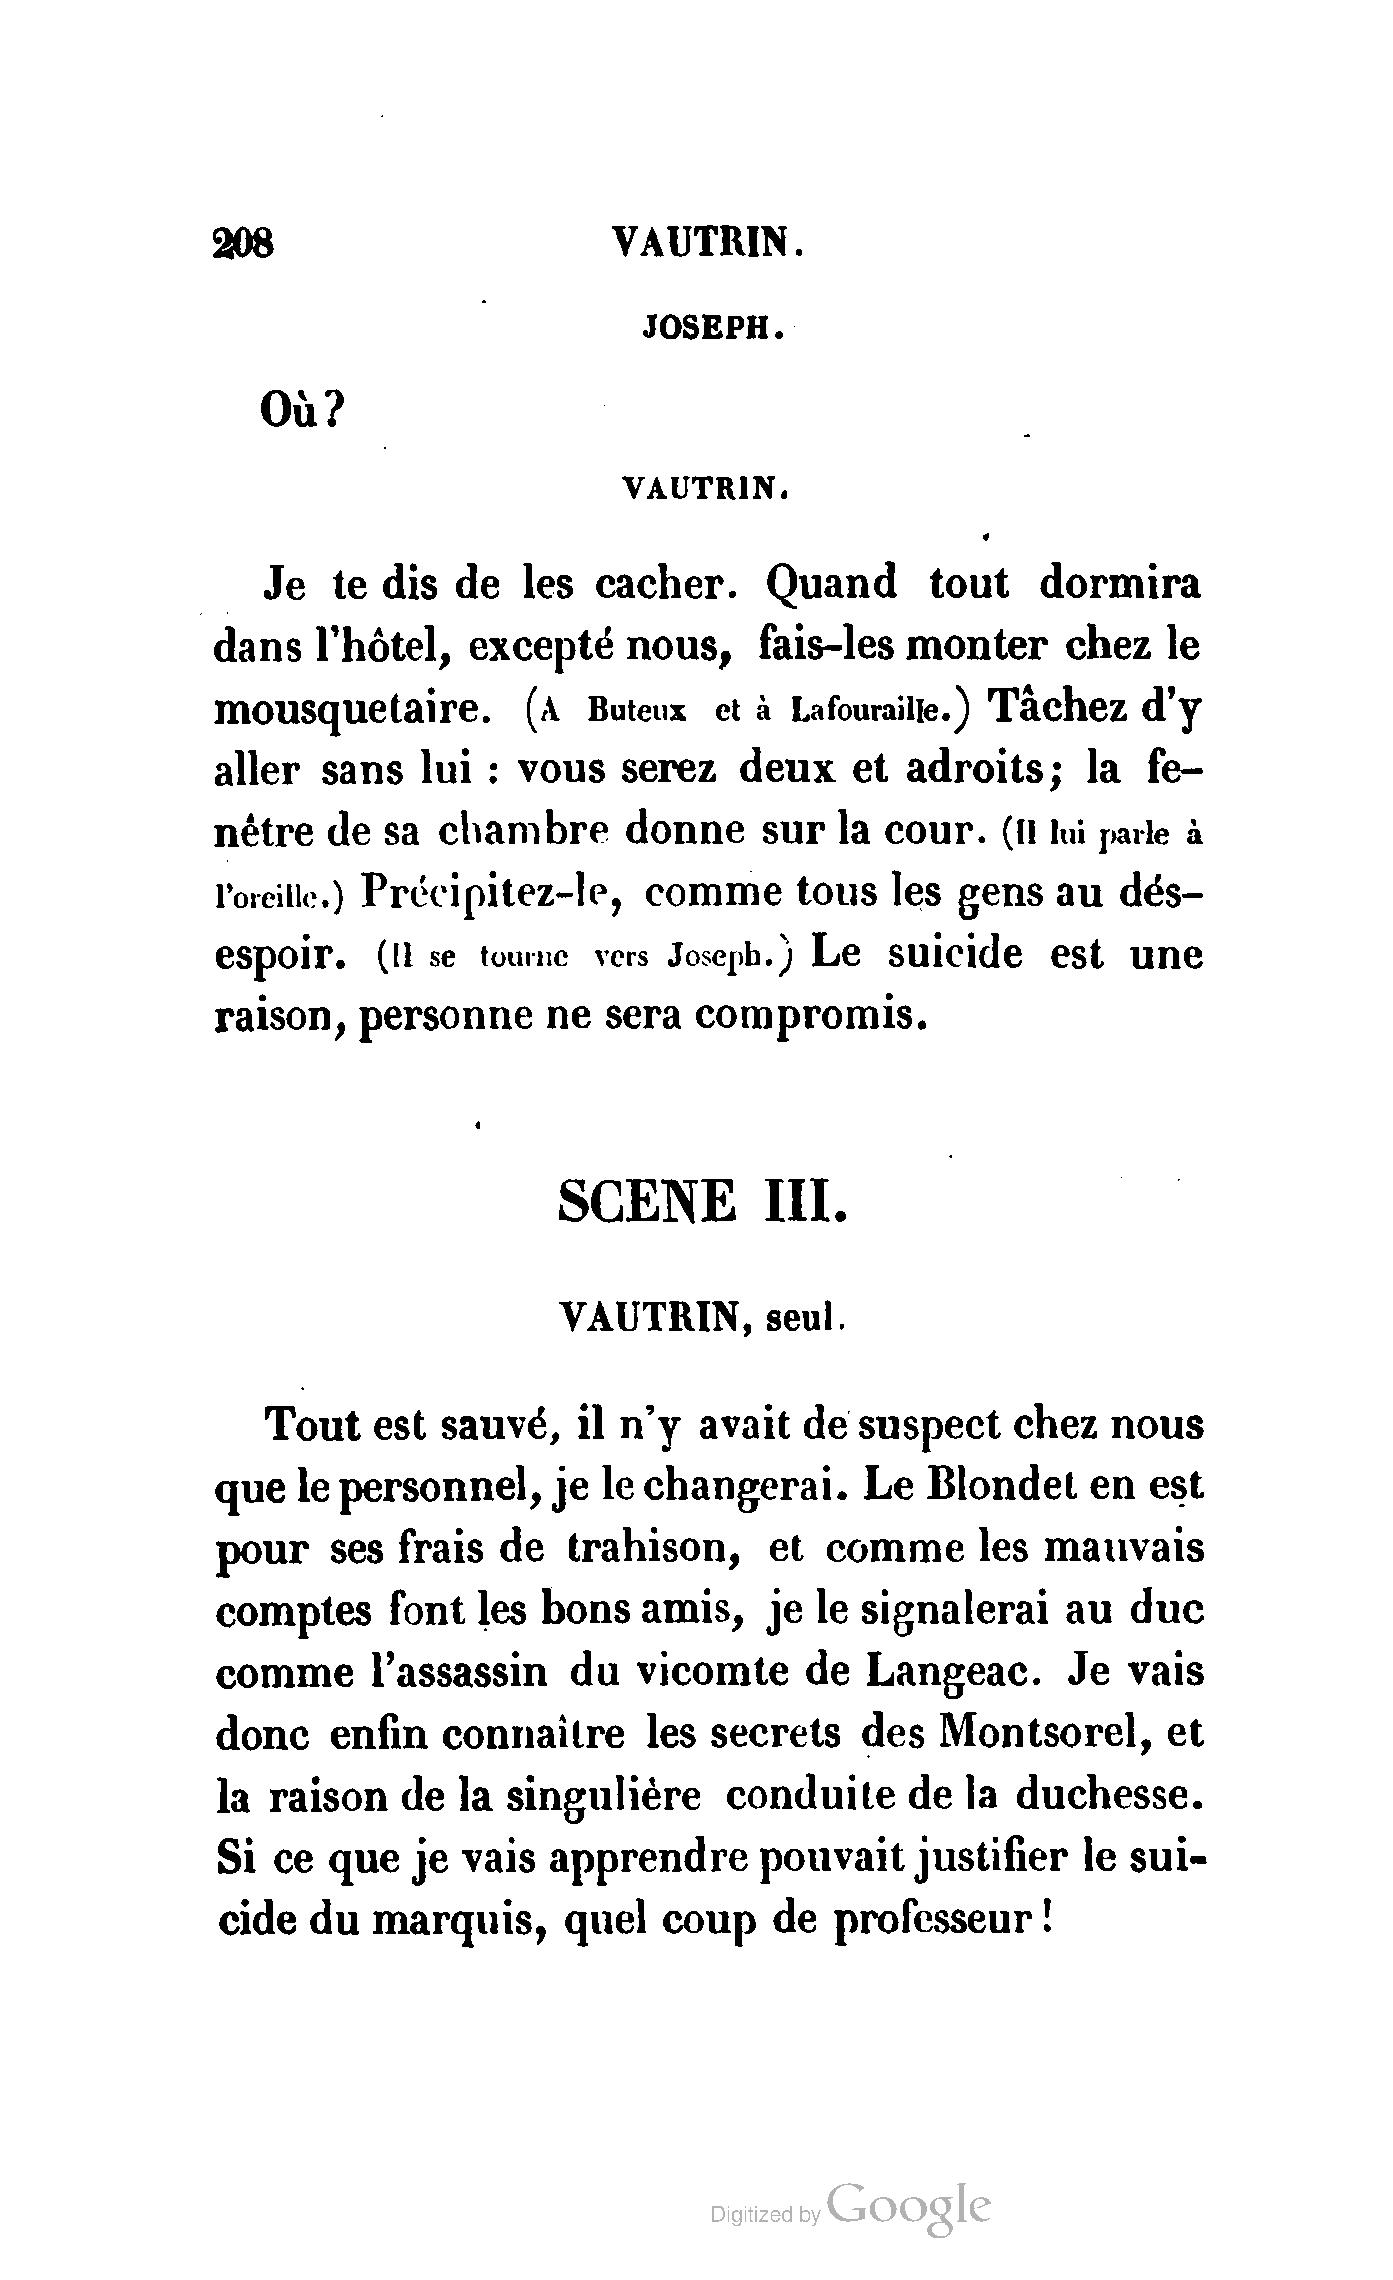 208 VAUTRIN.
JOSEPH.
Où?
VAUTRIN.
Je te dis de les cacher. Quand tout dormira
dans l'hôtel, excepté nous, fais-les monter chez le
mousquetaire. (A Buteux et à Lafouraille.) Tâchez d'y
aller sans lui : vous serez deux et adroits; la fe-
nêtre de sa chambre donne sur la cour. (Il lui parle à
l'oreille.) Précipitez-le, comme tous les gens au dés-
espoir. (Il se tourne vers Joseph.) Le suicide est une
raison, personne ne sera compromis.
SCENE III.
VAUTRIN, seul.
Tout est sauvé, il n'y avait de suspect chez nous
que le personnel, je le changerai. Le Blondet en est
pour ses frais de trahison, et comme les mauvais
comptes font les bons amis, je le signalerai au duc
comme l'assassin du vicomte de Langeac. Je vais
donc enfin connaître les secrets des Montsorel, et
la raison de la singulière conduite de la duchesse.
Si ce que je vais apprendre pouvait justifier le sui-
cide du marquis, quel coup de professeur !
Digitized by Google